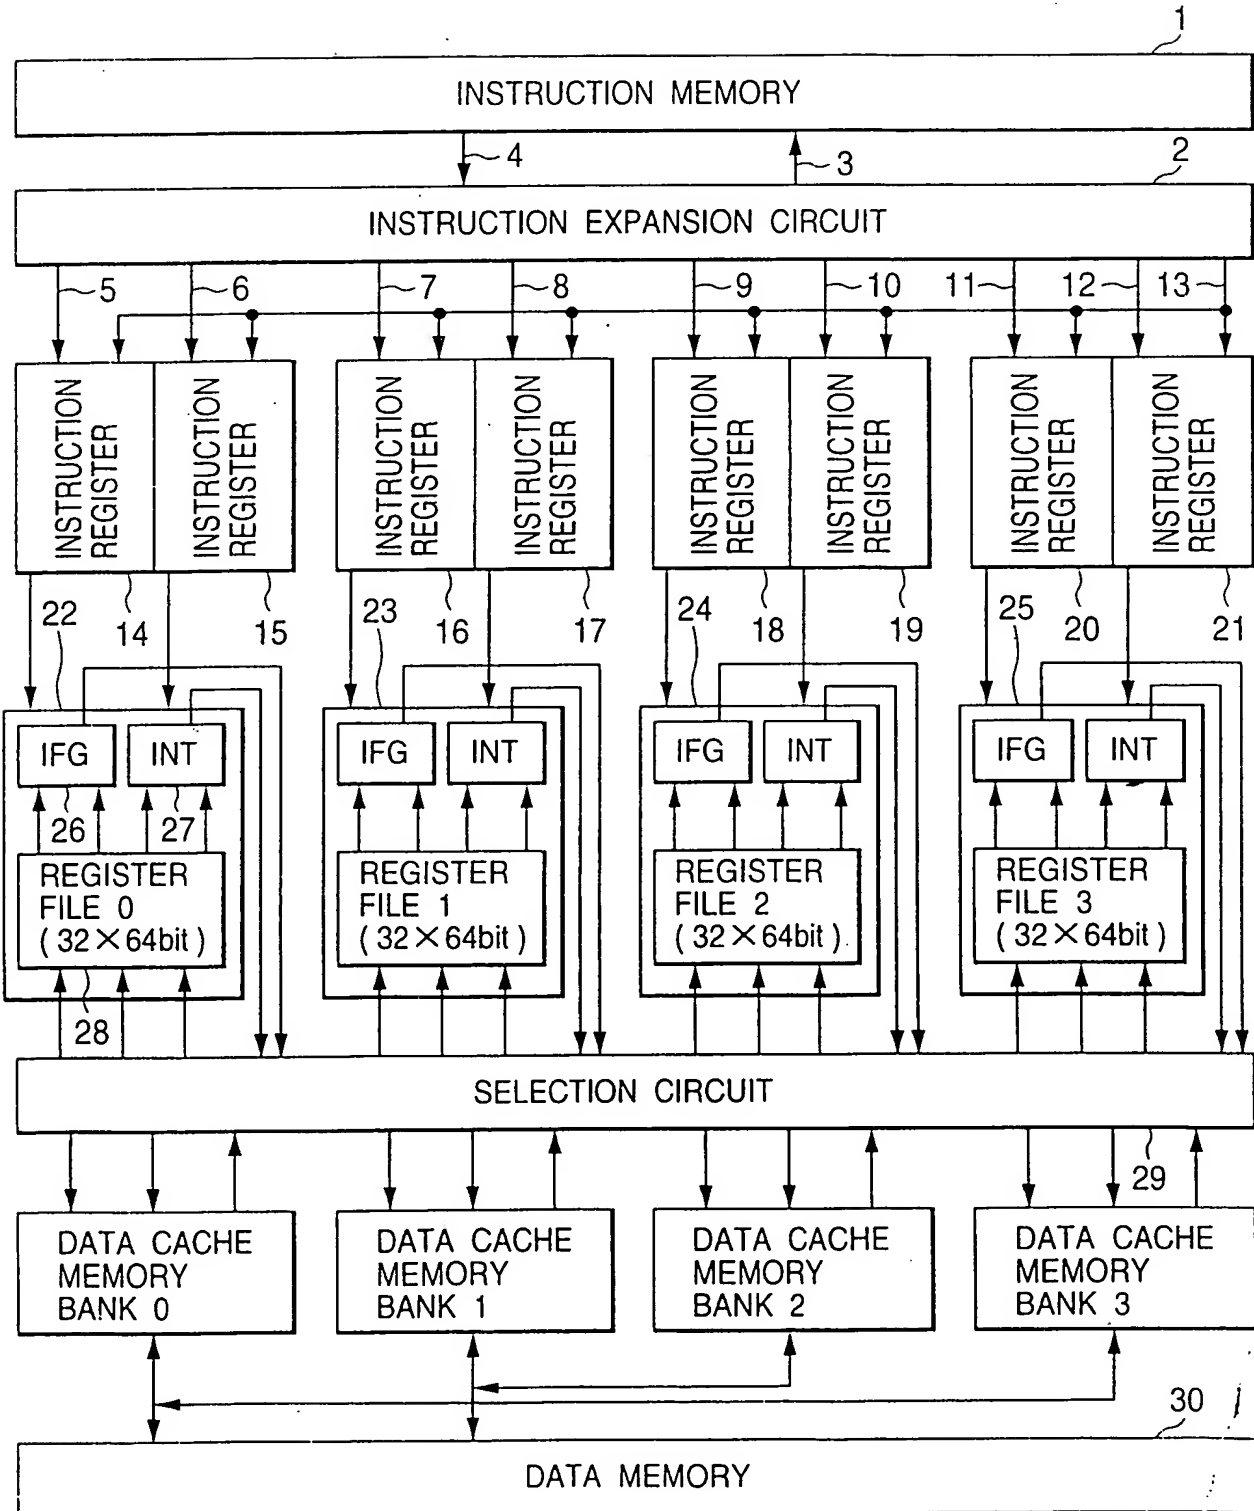 1
INSTRUCTION MEMORY
4
3
2
INSTRUCTION EXPANSION CIRCUIT
5
6
7
8
9
10
11
12
13
INSTRUCTION
REGISTER
INSTRUCTION
REGISTER
INSTRUCTION
REGISTER
INSTRUCTION
REGISTER
INSTRUCTION
REGISTER
INSTRUCTION
REGISTER
INSTRUCTION
REGISTER
INSTRUCTION
REGISTER
22
14
15
23
16
17
24
18
19
25
20
21
IFG
INT
IFG
INT
IFG
INT
IFG
INT
26
27
REGISTER
FILE 0
(32×64bit)
REGISTER
FILE 1
(32×64bit)
REGISTER
FILE 2
(32×64bit)
REGISTER
FILE 3
(32×64bit)
28
SELECTION CIRCUIT
29
DATA CACHE
MEMORY
BANK 0
DATA CACHE
MEMORY
BANK 1
DATA CACHE
MEMORY
BANK 2
DATA CACHE
MEMORY
BANK 3
30
DATA MEMORY